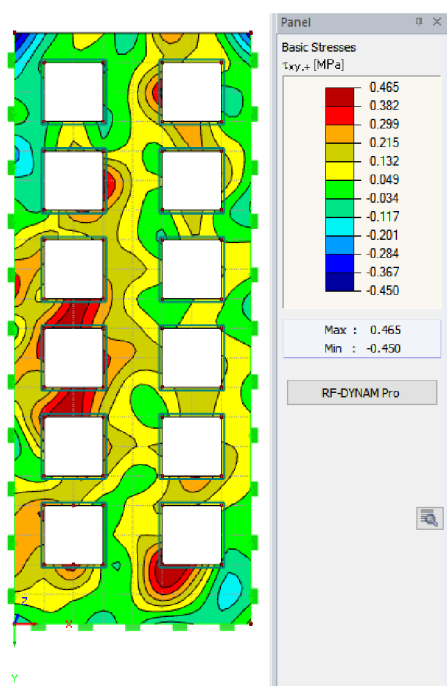 Panel
Basic Stresses
τxy,+ [MPa]
0.465
0.382
0.299
0.215
0.132
0.049
-0.034
-0.117
-0.201
-0.284
-0.367
-0.450
Max : 0.465
Min : -0.450
RF-DYNAM Pro
Z
X
Y